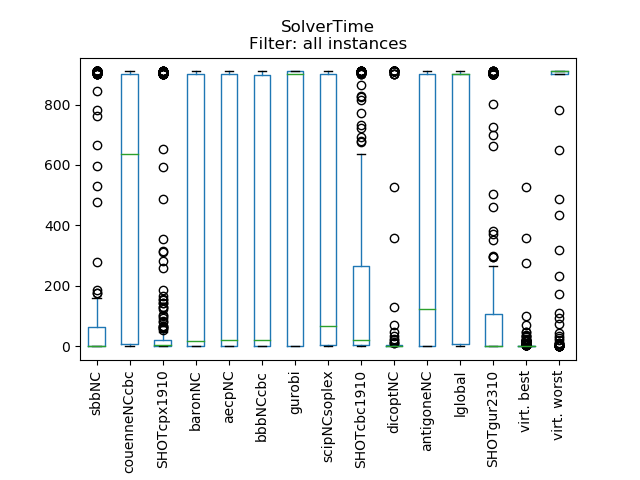 SolverTime
Filter: all instances
800
600
400
200
0
sbbNC
couenneNCcbc
SHOTcpx1910
baronNC
aecpNC
bbbNCcbc
gurobi
scipNCsoplex
SHOTcbc1910
dicoptNC
antigoneNC
lglobal
SHOTgur2310
virt. best
virt. worst